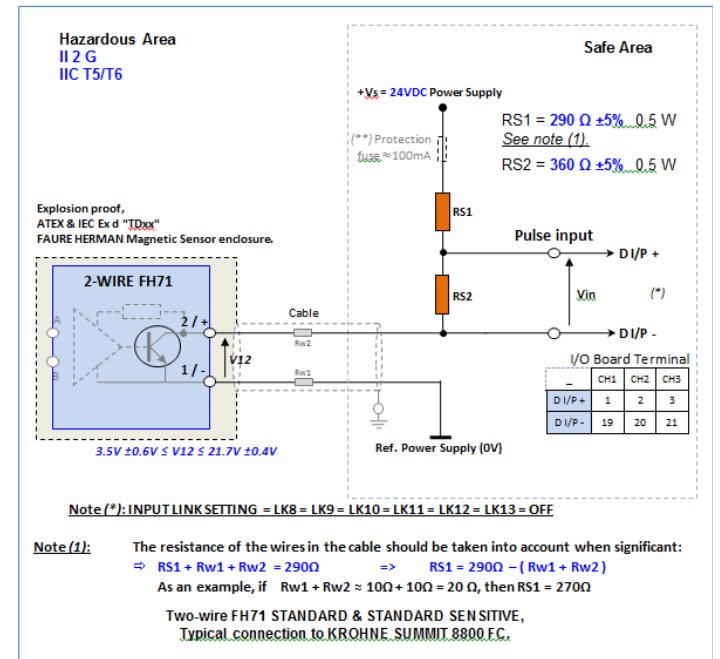 Hazardous Area
II 2 G
IIC T5/T6
Safe Area
+Vs = 24VDC Power Supply
RS1 = 290 Ω ±5% 0.5 W
See note (1).
RS2 = 360 Ω ±5% 0.5 W
(**) Protection
fuse ≈100mA
RS1
Explosion proof,
ATEX & IEC Ex d "TDxx"
FAURE HERMAN Magnetic Sensor enclosure.
Pulse input
D I/P +
2-WIRE FH71
RS2
Vin
(*)
Cable
A
2 / +
Rw2
D I/P -
V12
B
1 / -
Rw1
I/O Board Terminal
_ CH1 CH2 CH3
D I/P+ 1 2 3
D I/P- 19 20 21
Ref. Power Supply (0V)
3.5V ±0.6V ≤ V12 ≤ 21.7V ±0.4V
Note (*): INPUT LINK SETTING = LK8 = LK9 = LK10 = LK11 = LK12 = LK13 = OFF
Note (1): The resistance of the wires in the cable should be taken into account when significant:
⇨ RS1 + Rw1 + Rw2 = 290Ω => RS1 = 290Ω – ( Rw1 + Rw2 )
As an example, if Rw1 + Rw2 ≈ 10Ω + 10Ω = 20 Ω, then RS1 = 270Ω
Two-wire FH71 STANDARD & STANDARD SENSITIVE,
Typical connection to KROHNE SUMMIT 8800 FC.